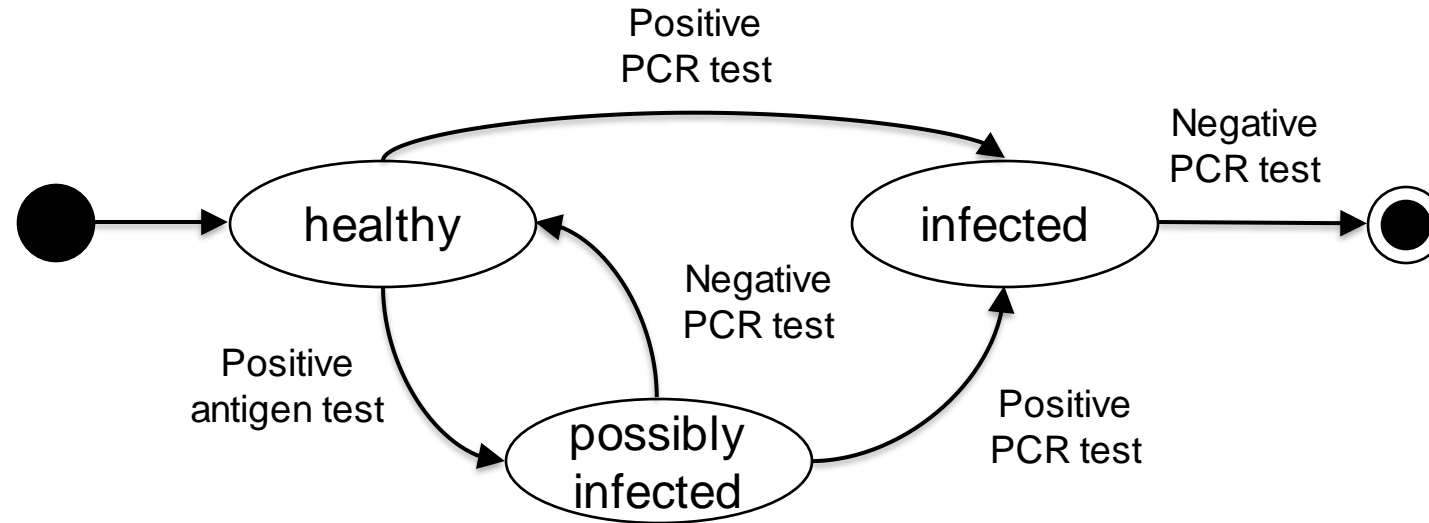 Positive
PCR test
Negative
PCR test
healthy
infected
Negative
PCR test
Positive
antigen test
Positive
PCR test
possibly
infected